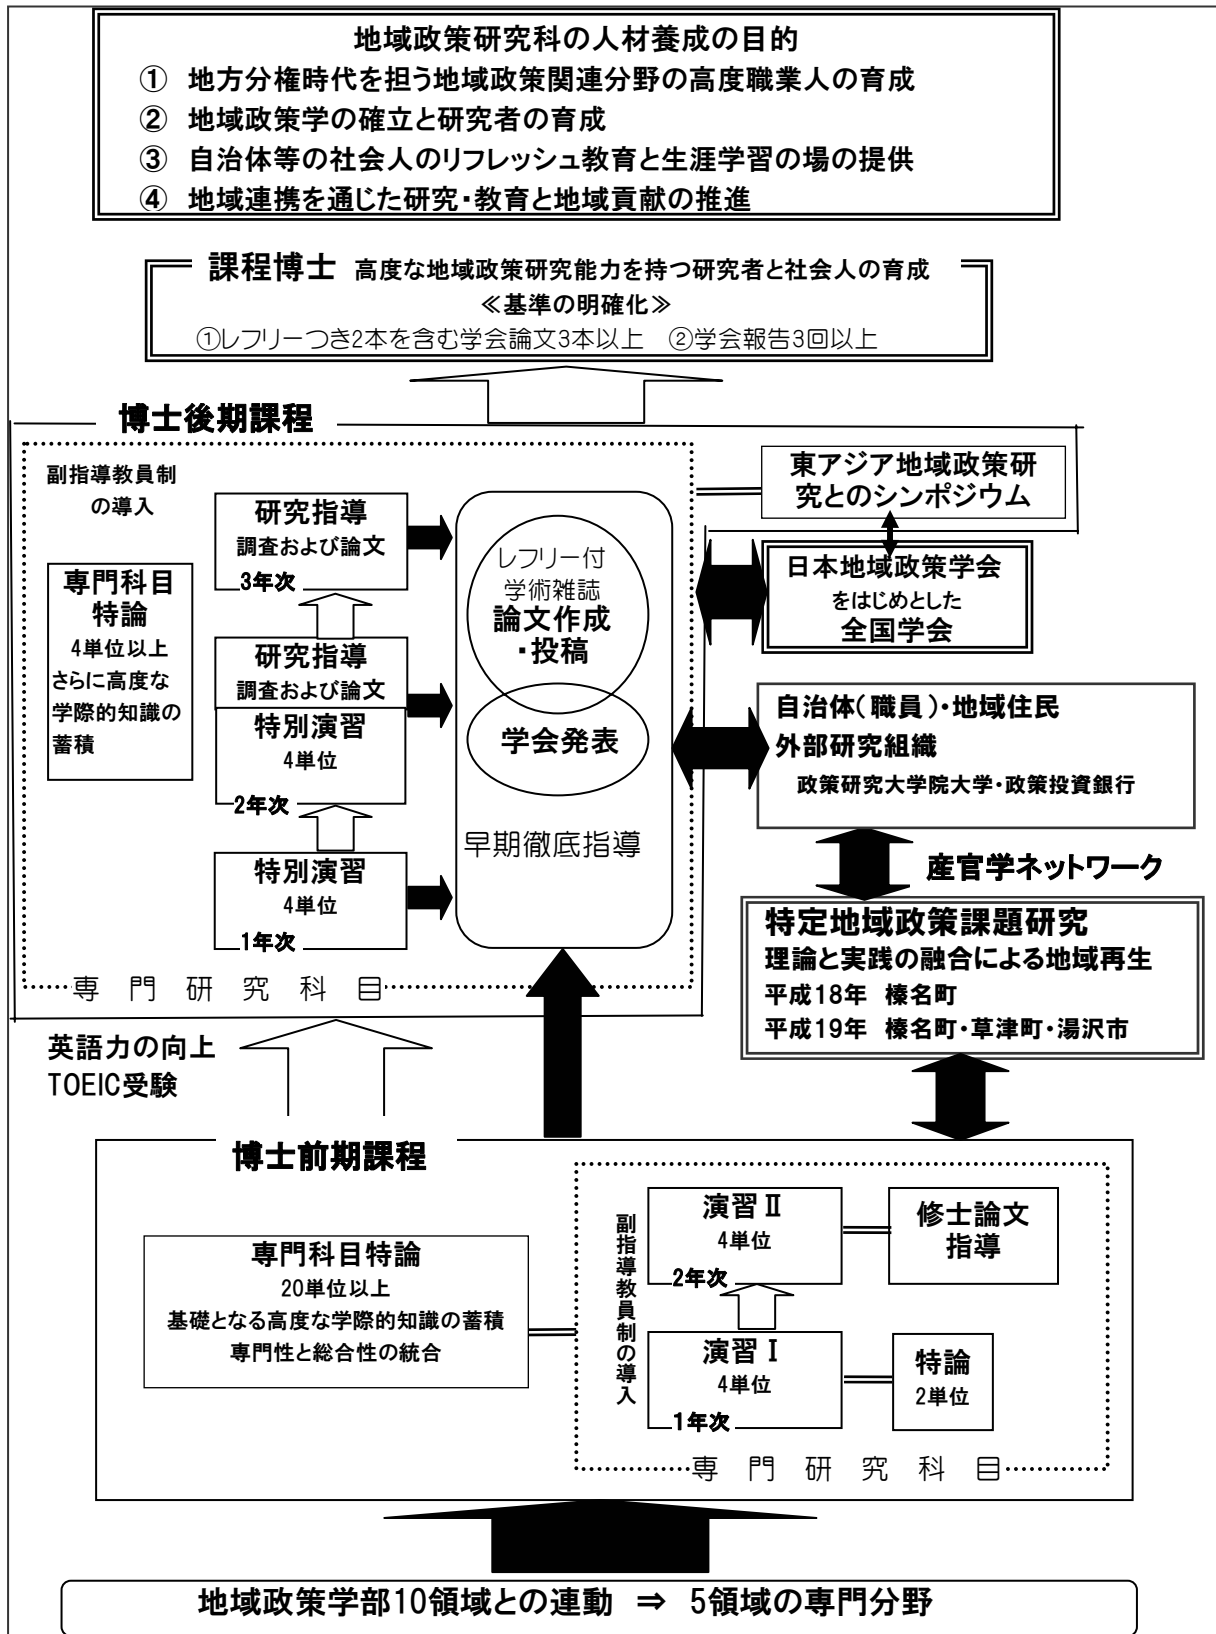 地域政策研究科の人材養成の目的
① 地方分権時代を担う地域政策関連分野の高度職業人の育成
② 地域政策学の確立と研究者の育成
③ 自治体等の社会人のリフレッシュ教育と生涯学習の場の提供
④ 地域連携を通じた研究・教育と地域貢献の推進
課程博士 高度な地域政策研究能力を持つ研究者と社会人の育成
≪基準の明確化≫
①レフリーつき2本を含む学会論文3本以上 ②学会報告3回以上
博士後期課程
副指導教員制
の導入
専門科目
特論
4単位以上
さらに高度な
学際的知識の
蓄積
研究指導
調査および論文
3年次
研究指導
調査および論文
特別演習
4単位
2年次
特別演習
4単位
1年次
レフリー付
学術雑誌
論文作成
・投稿
学会発表
早期徹底指導
専門研究科目
東アジア地域政策研
究とのシンポジウム
日本地域政策学会
をはじめとした
全国学会
自治体(職員)・地域住民
外部研究組織
政策研究大学院大学・政策投資銀行
産官学ネットワーク
特定地域政策課題研究
理論と実践の融合による地域再生
平成18年 榛名町
平成19年 榛名町・草津町・湯沢市
英語力の向上
TOEIC受験
博士前期課程
専門科目特論
20単位以上
基礎となる高度な学際的知識の蓄積
専門性と総合性の統合
副指導教員制の導入
演習Ⅱ
4単位
2年次
修士論文
指導
演習Ⅰ
4単位
1年次
特論
2単位
専門研究科目
地域政策学部10領域との連動 ⇒ 5領域の専門分野